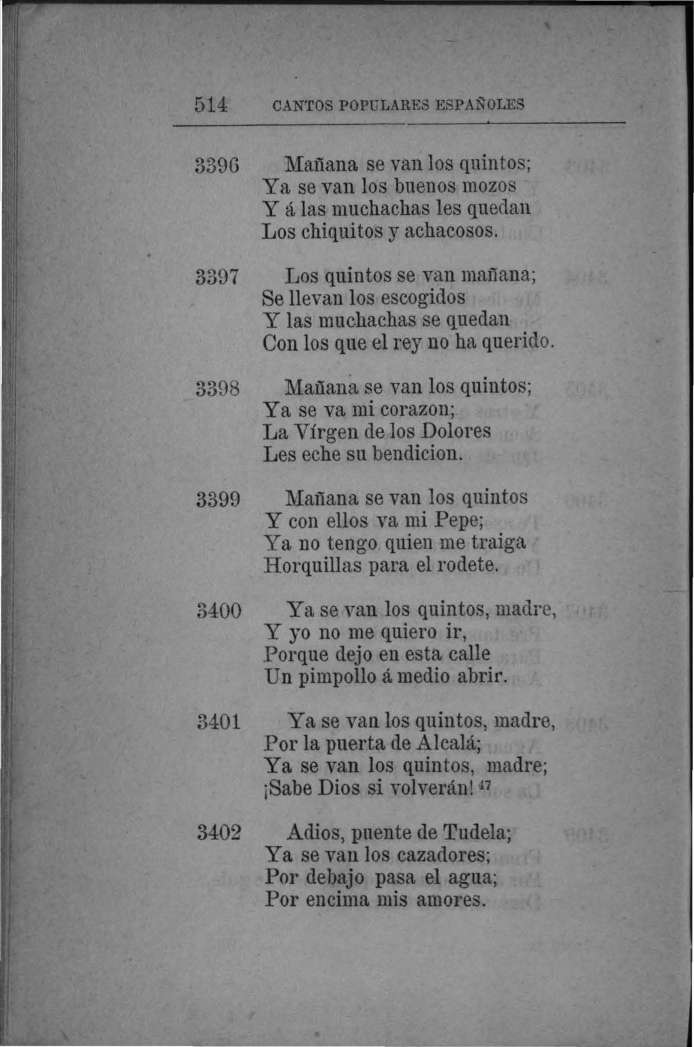 514 CANTOS POPULARES ESPAÑOLES
3396 Mañana se van los quintos;
Ya se van los buenos mozos
Y á las muchachas les quedan
Los chiquitos y achacosos.
3397 Los quintos se van mañana;
Se llevan los escogidos
Y las muchachas se quedan
Con los que el rey no ha querido.
3398 Mañana se van los quintos;
Ya se va mi corazon;
La Vírgen de los Dolores
Les eche su bendicion.
3399 Mañana se van los quintos
Y con ellos va mi Pepe;
Ya no tengo quien me traiga
Horquillas para el rodete.
3400 Ya se van los quintos, madre,
Y yo no me quiero ir,
Porque dejo en esta calle
Un pimpollo á medio abrir.
3401 Ya se van los quintos, madre,
Por la puerta de Alcalá;
Ya se van los quintos, madre;
¡Sabe Dios si volverán! 47
3402 Adios, puente de Tudela;
Ya se van los cazadores;
Por debajo pasa el agua;
Por encima mis amores.